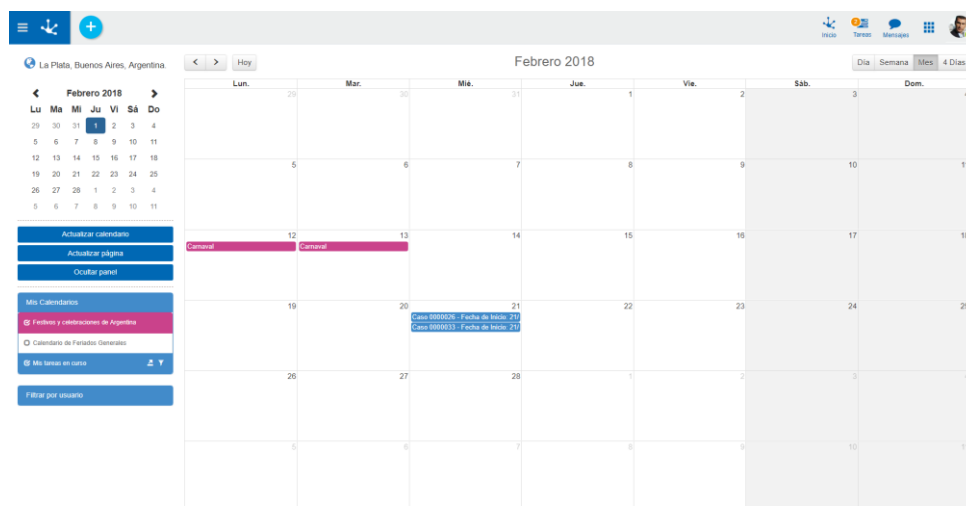 Inicio
2
Tareas
Mensajes
La Plata, Buenos Aires, Argentina.
Febrero 2018
Lu Ma Mi Ju Vi Sá Do
29 30 31 1 2 3 4
5 6 7 8 9 10 11
12 13 14 15 16 17 18
19 20 21 22 23 24 25
26 27 28 1 2 3 4
5 6 7 8 9 10 11
Actualizar calendario
Actualizar página
Ocultar panel
Mis Calendarios
Festivos y celebraciones de Argentina
Calendario de Feriados Generales
Mis tareas en curso
Filtrar por usuario
Hoy
Febrero 2018
Día Semana Mes 4 Días
Lun. Mar. Mié. Jue. Vie. Sáb. Dom.
29 30 31 1 2 3
5 6 7 8 9 10
12 13 14 15 16 17
Carnaval Carnaval
19 20 21 22 23 24
Caso 0000026 - Fecha de Inicio: 21/
Caso 0000033 - Fecha de Inicio: 21/
26 27 28 1 2 3
5 6 7 8 9 10